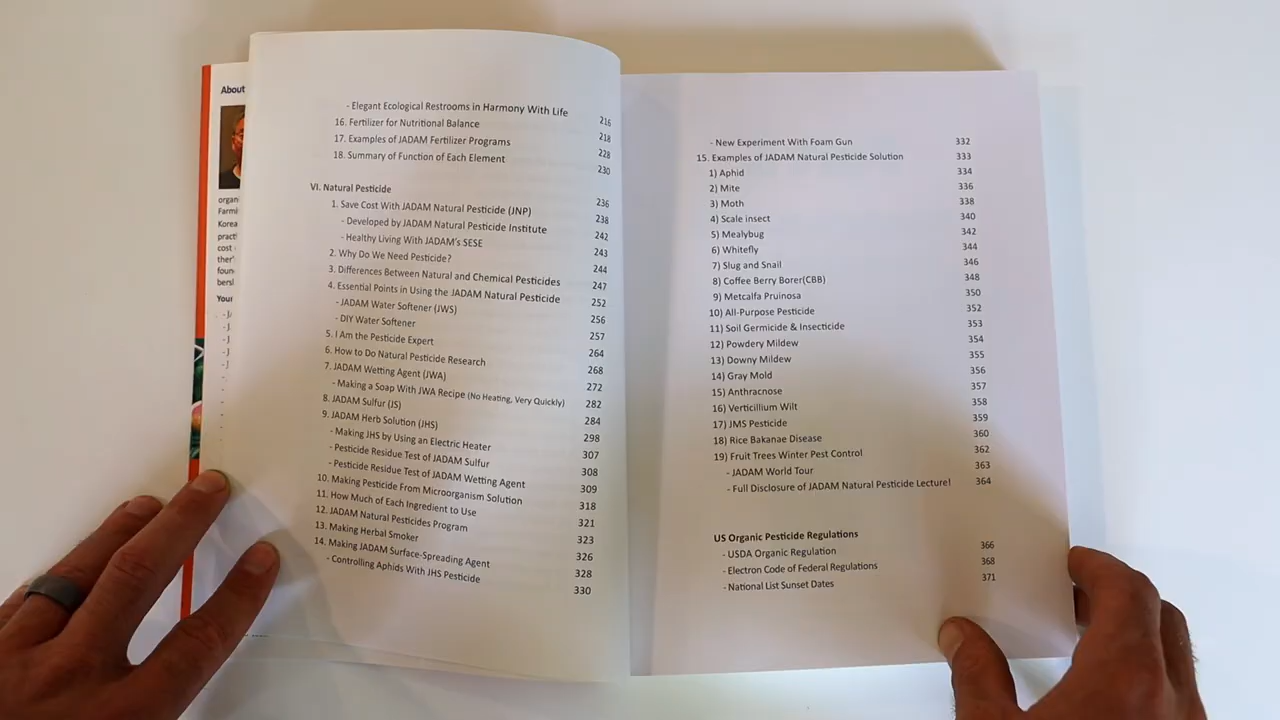 About
organ
Farmi
Korea
practi
cost
ther'
foun
bersl
Your
- Elegant Ecological Restrooms in Harmony With Life 216
16. Fertilizer for Nutritional Balance 218
17. Examples of JADAM Fertilizer Programs 228
18. Summary of Function of Each Element 230
VI. Natural Pesticide 236
1. Save Cost With JADAM Natural Pesticide (JNP) 238
- Developed by JADAM Natural Pesticide Institute 242
- Healthy Living With JADAM's SESE 243
2. Why Do We Need Pesticide? 244
3. Differences Between Natural and Chemical Pesticides 247
4. Essential Points in Using the JADAM Natural Pesticide 252
- JADAM Water Softener (JWS) 256
- DIY Water Softener 257
5. I Am the Pesticide Expert 264
6. How to Do Natural Pesticide Research 268
7. JADAM Wetting Agent (JWA) 272
- Making a Soap With JWA Recipe (No Heating, Very Quickly) 282
8. JADAM Sulfur (JS) 284
9. JADAM Herb Solution (JHS) 298
- Making JHS by Using an Electric Heater 307
- Pesticide Residue Test of JADAM Sulfur 308
- Pesticide Residue Test of JADAM Wetting Agent 309
10. Making Pesticide From Microorganism Solution 318
11. How Much of Each Ingredient to Use 321
12. JADAM Natural Pesticides Program 323
13. Making Herbal Smoker 326
14. Making JADAM Surface-Spreading Agent 328
- Controlling Aphids With JHS Pesticide 330
- New Experiment With Foam Gun 332
15. Examples of JADAM Natural Pesticide Solution 333
1) Aphid 334
2) Mite 336
3) Moth 338
4) Scale insect 340
5) Mealybug 342
6) Whitefly 344
7) Slug and Snail 346
8) Coffee Berry Borer(CBB) 348
9) Metcalfa Pruinosa 350
10) All-Purpose Pesticide 352
11) Soil Germicide & Insecticide 353
12) Powdery Mildew 354
13) Downy Mildew 355
14) Gray Mold 356
15) Anthracnose 357
16) Verticillium Wilt 358
17) JMS Pesticide 359
18) Rice Bakanae Disease 360
19) Fruit Trees Winter Pest Control 362
- JADAM World Tour 363
- Full Disclosure of JADAM Natural Pesticide Lecture! 364
US Organic Pesticide Regulations
- USDA Organic Regulation 366
- Electron Code of Federal Regulations 368
- National List Sunset Dates 371